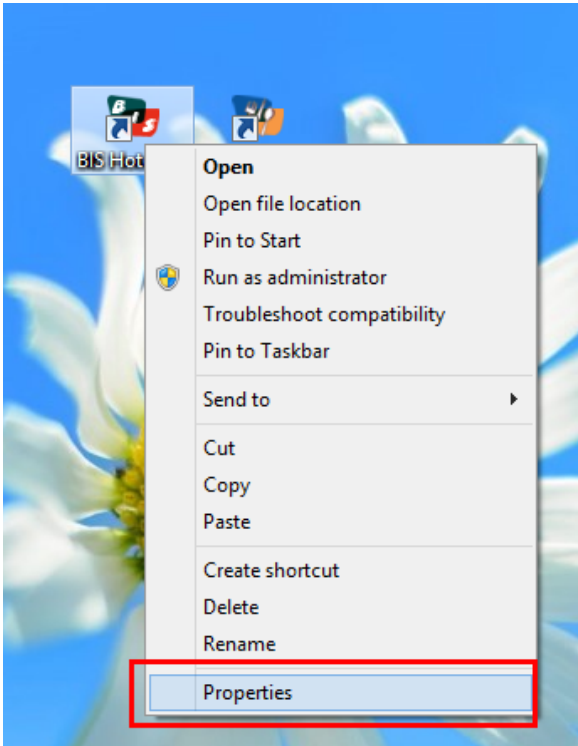 BIS
BIS Hot
Open
Open file location
Pin to Start
Run as administrator
Troubleshoot compatibility
Pin to Taskbar
Send to
Cut
Copy
Paste
Create shortcut
Delete
Rename
Properties